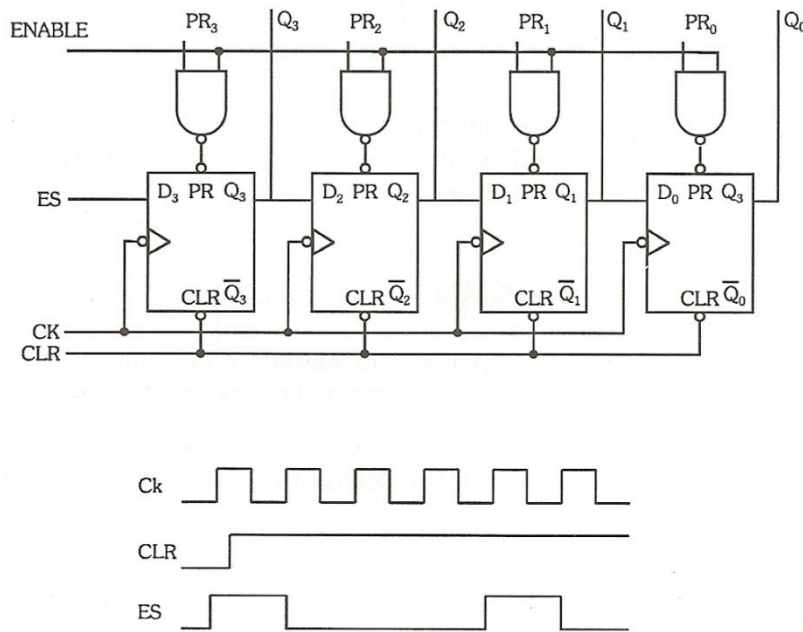 ENABLE PR₃ Q₃ PR₂ Q₂ PR₁ Q₁ PR₀ Q₀
ES D₃ PR Q₃ D₂ PR Q₂ D₁ PR Q₁ D₀ PR Q₃
CLR Q̅₃ CLR Q̅₂ CLR Q̅₁ CLR Q̅₀
CK
CLR
Ck
CLR
ES